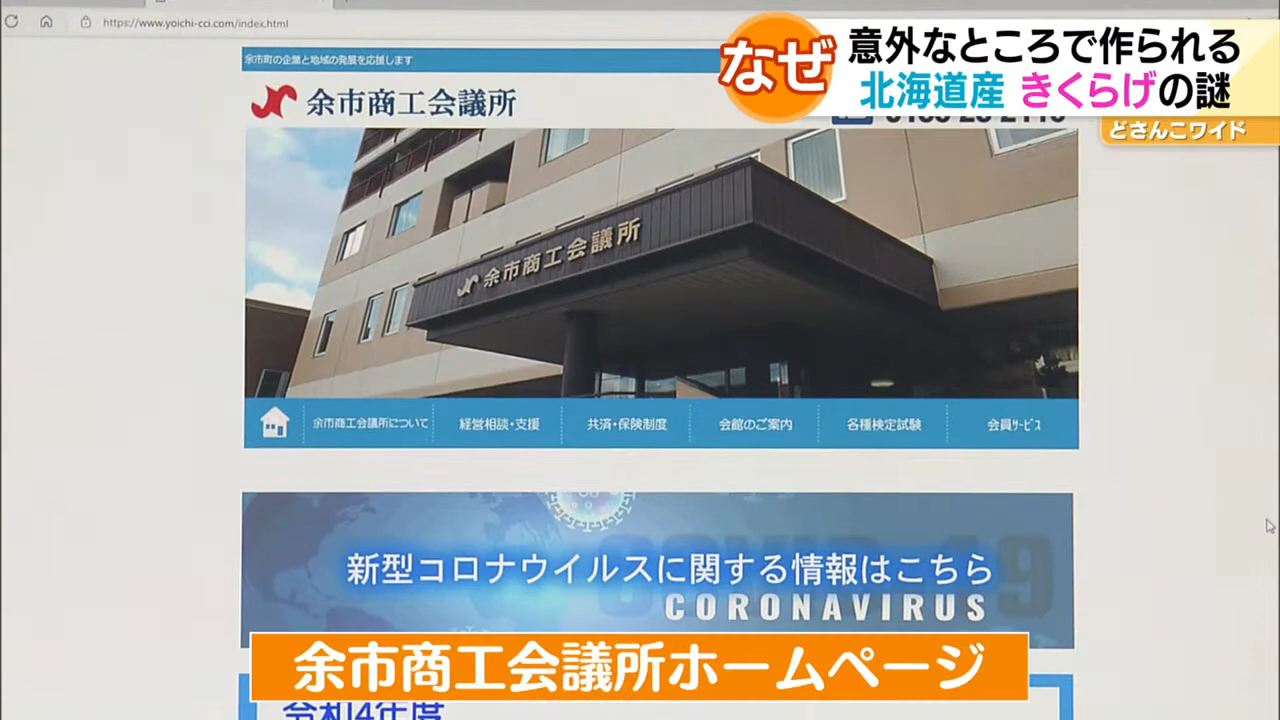 https://www.yoichi-cci.com/index.html
なぜ
意外なところで作られる
北海道産 きくらげの謎
どさんこワイド
余市町の企業と地域の発展を応援します
余市商工会議所
余市商工会議所
余市商工会議所について
経営相談・支援
共済・保険制度
会館のご案内
各種検定試験
会員ｻｰﾋﾞｽ
新型コロナウイルスに関する情報はこちら
CORONAVIRUS
余市商工会議所ホームページ
令和4年度